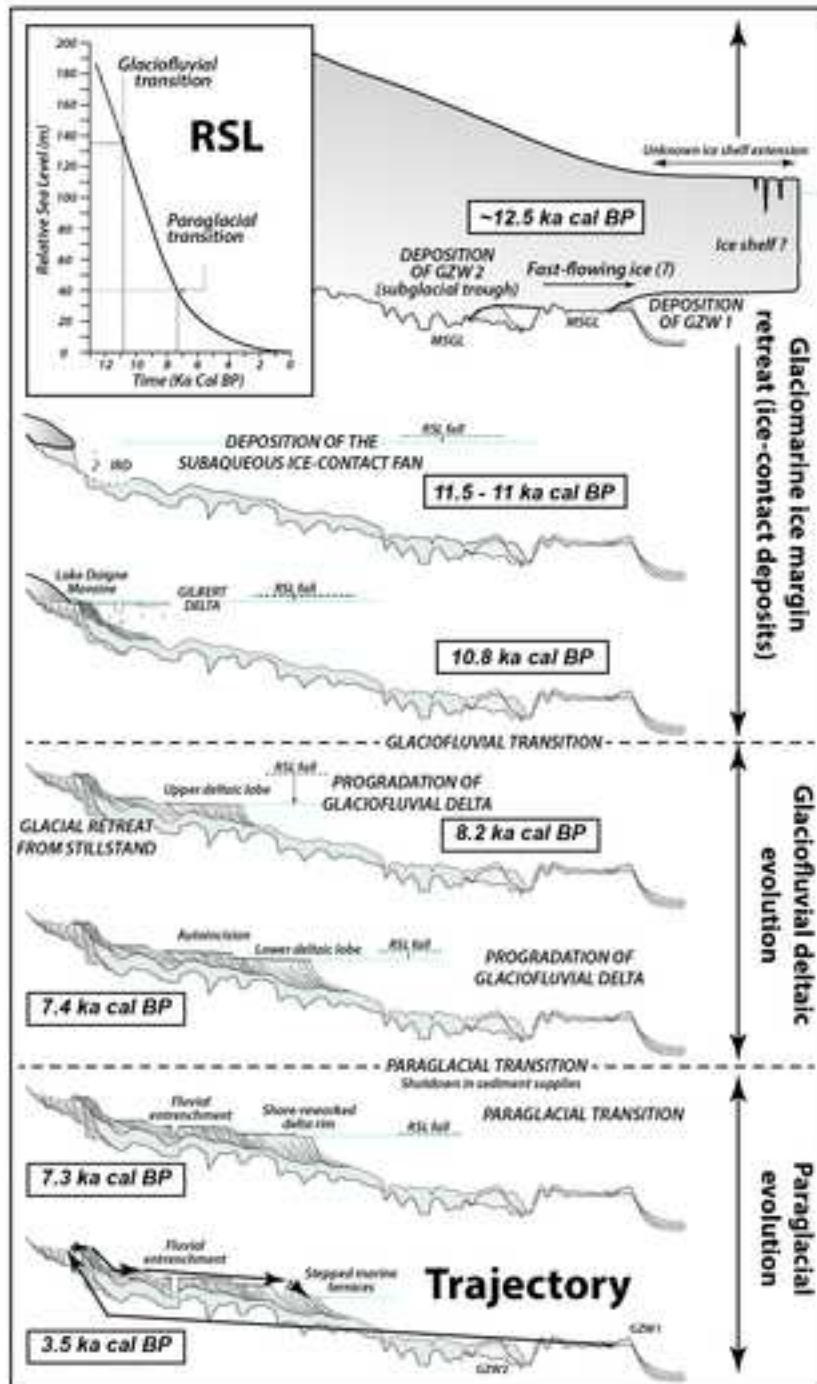 200
180
160
140
120
100
80
60
40
20
0
Relative Sea Level (m)
Glaciofluvial
transition
RSL
Paraglacial
transition
12 10 8 6 4 2 0
Time (Ka Cal BP)
Unknown ice shelf extension
~12.5 ka cal BP
Ice shelf ?
DEPOSITION
OF GZW 2
(subglacial trough)
Fast-flowing ice (?)
DEPOSITION
OF GZW 1
MSGL
MSGL
Glaciomarine ice margin
retreat (ice-contact deposits)
RSL fall
DEPOSITION OF THE
SUBAQUEOUS ICE-CONTACT FAN
? IRD
11.5 - 11 ka cal BP
Lake Daigne
Moraine
GILBERT
DELTA
RSL fall
10.8 ka cal BP
GLACIOFLUVIAL TRANSITION
RSL fall
Upper deltaic lobe
PROGRADATION OF
GLACIOFLUVIAL DELTA
GLACIAL RETREAT
FROM STILLSTAND
8.2 ka cal BP
Glaciofluvial deltaic
evolution
Autoincision
Lower deltaic lobe
RSL fall
PROGRADATION OF
GLACIOFLUVIAL DELTA
7.4 ka cal BP
PARAGLACIAL TRANSITION
Shutdown in sediment supplies
Fluvial
entrenchment
Shore-reworked
delta rim
RSL fall
PARAGLACIAL TRANSITION
7.3 ka cal BP
Paraglacial
evolution
Fluvial
entrenchment
Stepped marine
terraces
Trajectory
3.5 ka cal BP
GZW1
GZW2